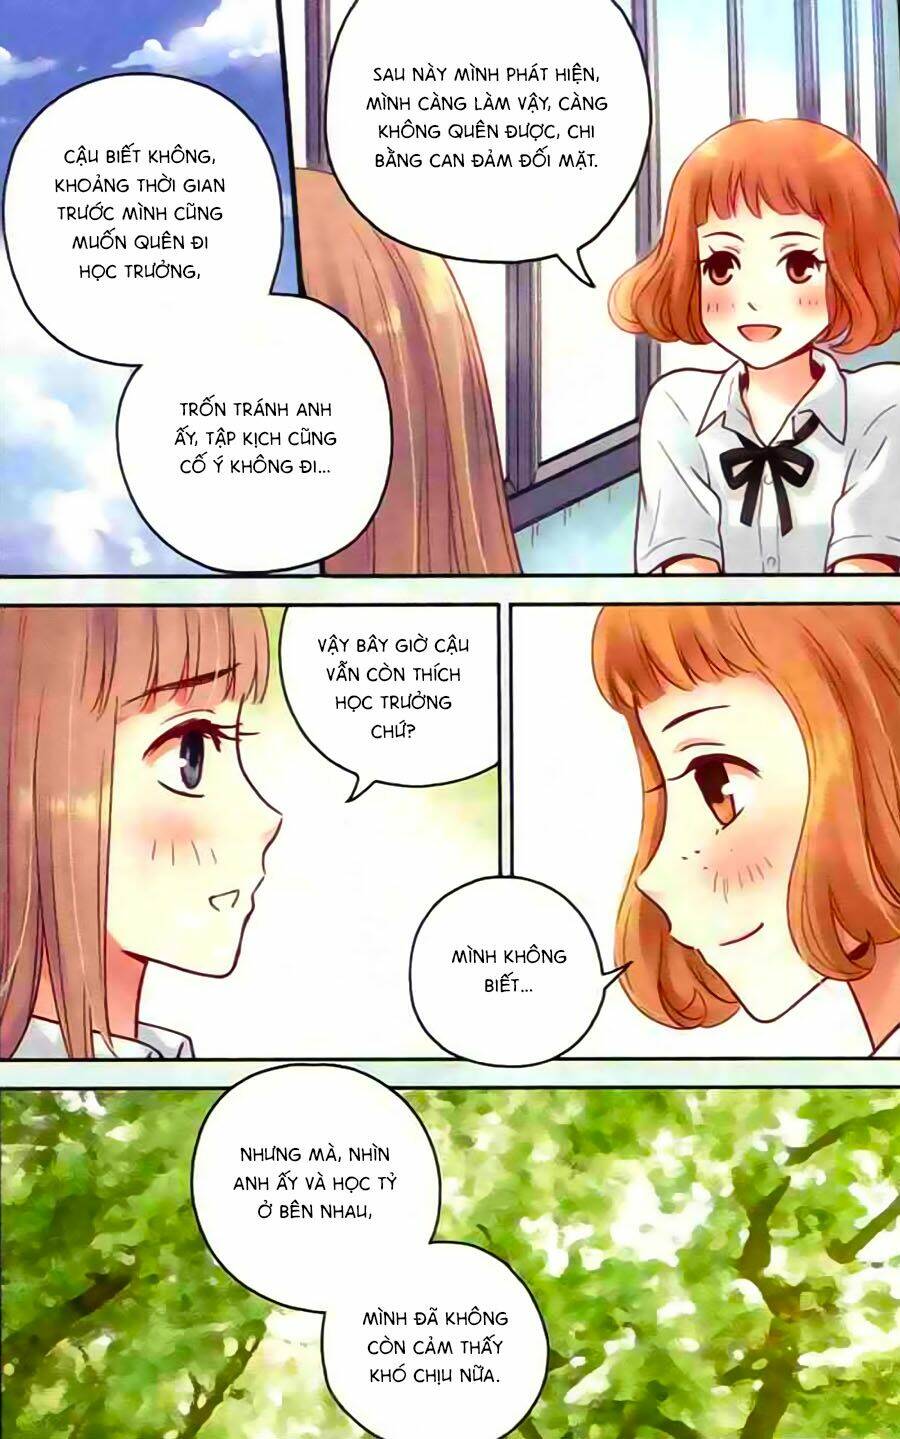 CẬU BIẾT KHÔNG,
KHOẢNG THỜI GIAN
TRƯỚC MÌNH CŨNG
MUỐN QUÊN ĐI
HỌC TRƯỞNG,
TRỐN TRÁNH ANH
ẤY, TẬP KỊCH CŨNG
CỐ Ý KHÔNG ĐI...
SAU NÀY MÌNH PHÁT HIỆN,
MÌNH CÀNG LÀM VẬY, CÀNG
KHÔNG QUÊN ĐƯỢC, CHI
BẰNG CAN ĐẢM ĐỐI MẶT.
VẬY BÂY GIỜ CẬU
VẪN CÒN THÍCH
HỌC TRƯỞNG
CHỨ?
MÌNH KHÔNG
BIẾT...
NHƯNG MÀ, NHÌN
ANH ẤY VÀ HỌC TỶ
Ở BÊN NHAU,
MÌNH ĐÃ KHÔNG
CÒN CẢM THẤY
KHÓ CHỊU NỮA.